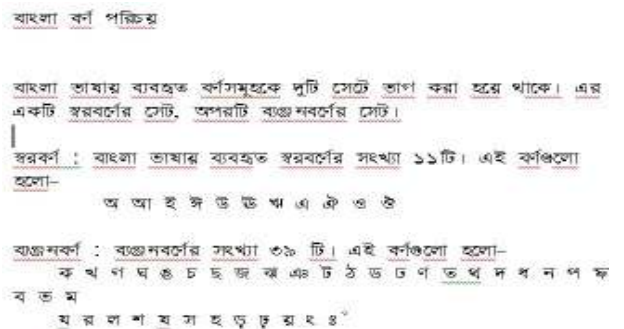 বাংলা বর্ণ পরিচয়
বাংলা ভাষায় ব্যবহৃত বর্ণসমূহকে দুটি সেটে ভাগ করা হয়ে থাকে। এর
একটি স্বরবর্ণের সেট, অপরটি ব্যঞ্জনবর্ণের সেট।
স্বরবর্ণ : বাংলা ভাষায় ব্যবহৃত স্বরবর্ণের সংখ্যা ১১টি। এই বর্ণগুলো
হলো–
অ আ ই ঈ উ ঊ ঋ এ ঐ ও ঔ
ব্যঞ্জনবর্ণ : ব্যঞ্জনবর্ণের সংখ্যা ৩৯ টি। এই বর্ণগুলো হলো–
ক খ গ ঘ ঙ চ ছ জ ঝ ঞ ট ঠ ড ঢ ণ ত থ দ ধ ন প ফ
ব ভ ম
য র ল শ ষ স হ ড় ঢ় য় ৎ ং ঃ ঁ